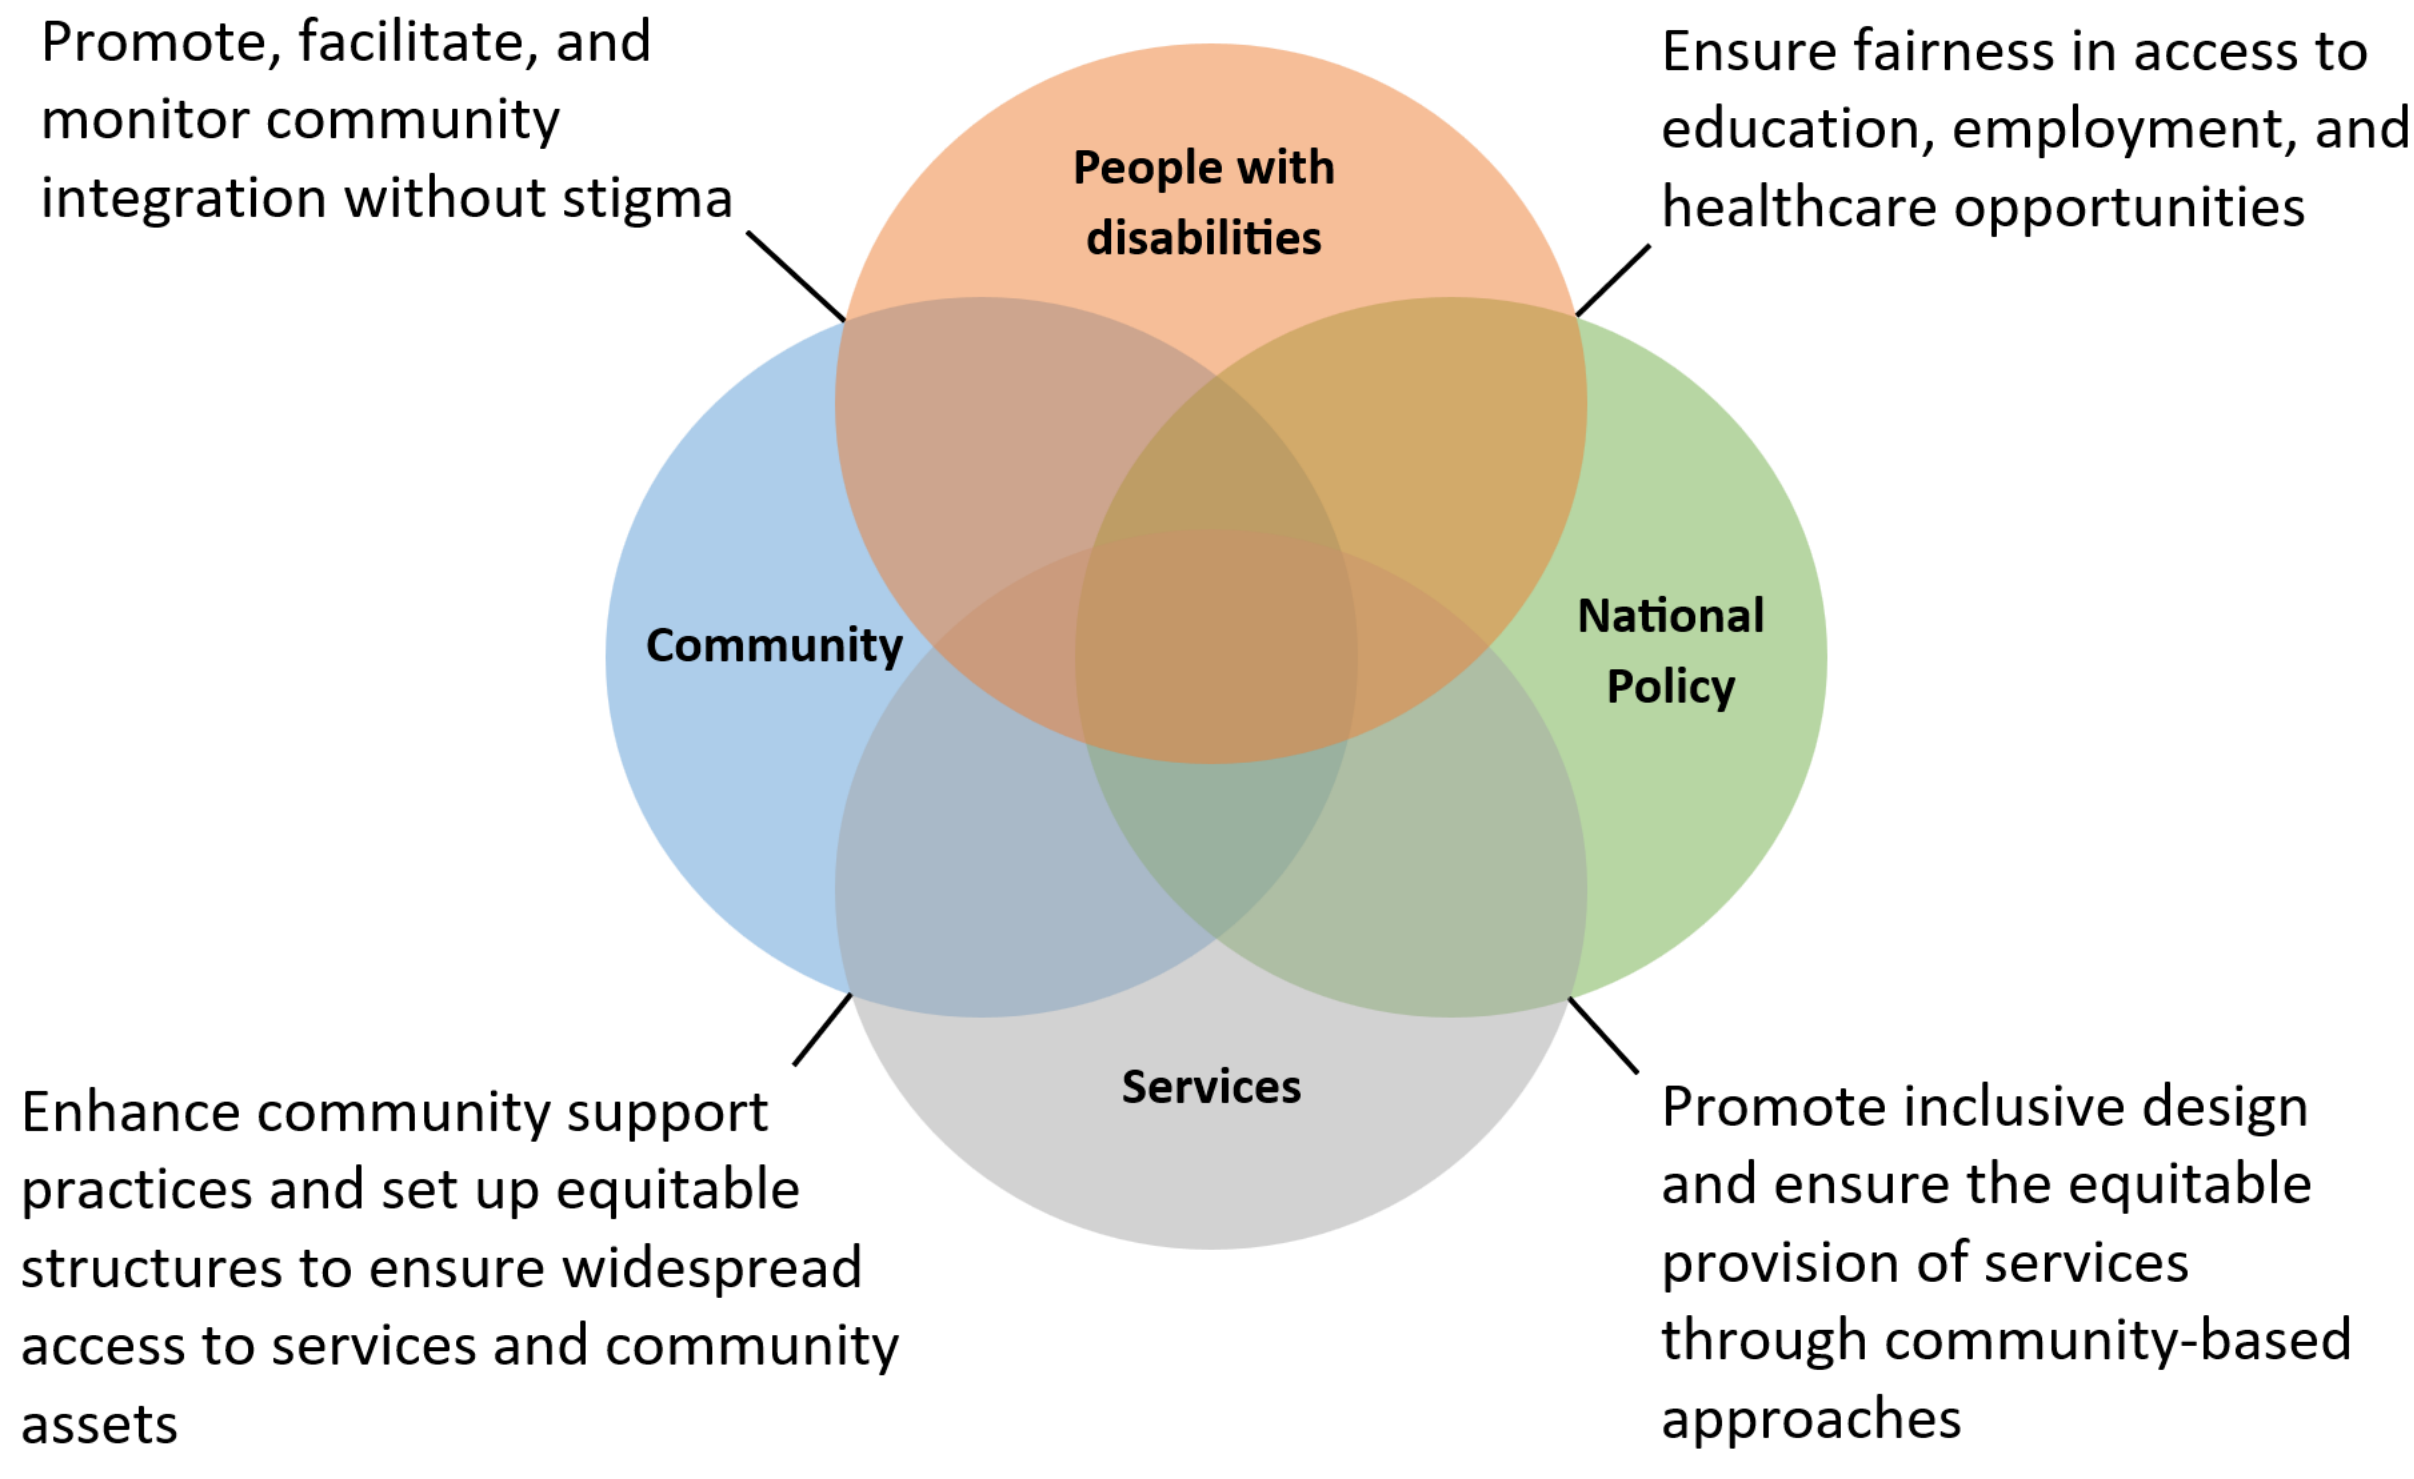 Promote, facilitate, and
monitor community
integration without stigma
Ensure fairness in access to
education, employment, and
healthcare opportunities
People with
disabilities
Community
National
Policy
Services
Enhance community support
practices and set up equitable
structures to ensure widespread
access to services and community
assets
Promote inclusive design
and ensure the equitable
provision of services
through community-based
approaches